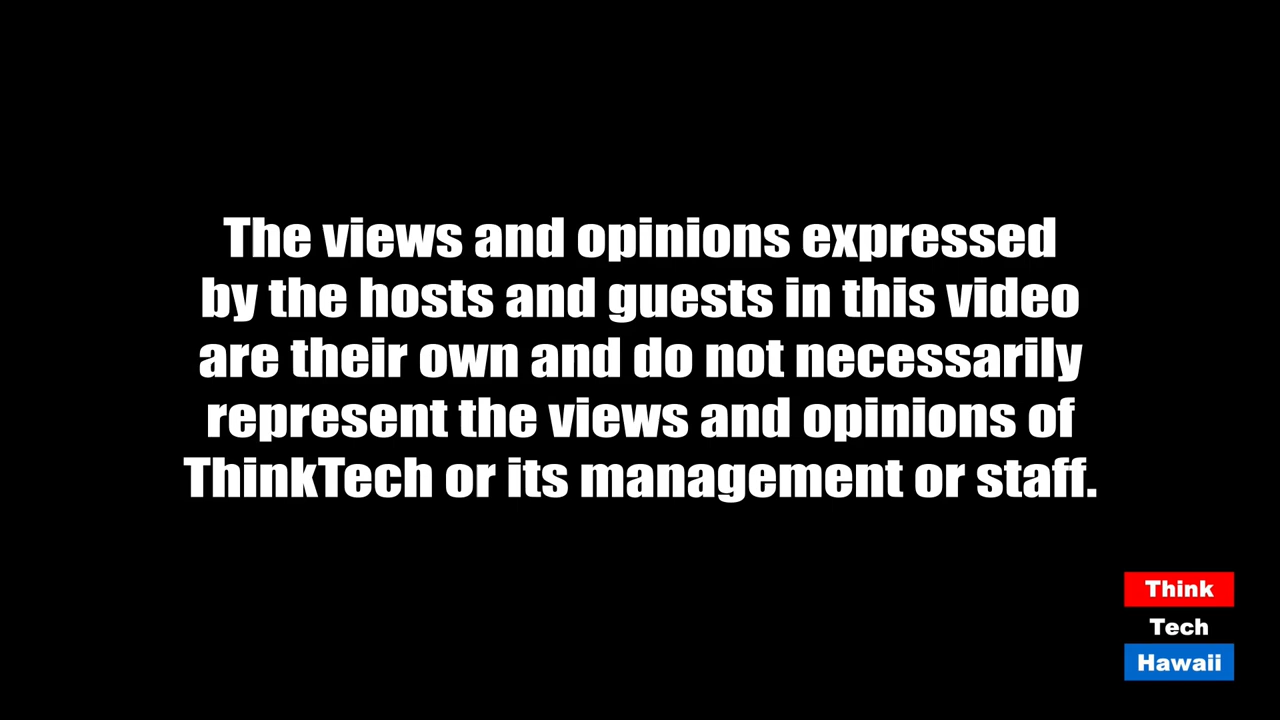 The views and opinions expressed
by the hosts and guests in this video
are their own and do not necessarily
represent the views and opinions of
ThinkTech or its management or staff.
Think
Tech
Hawaii